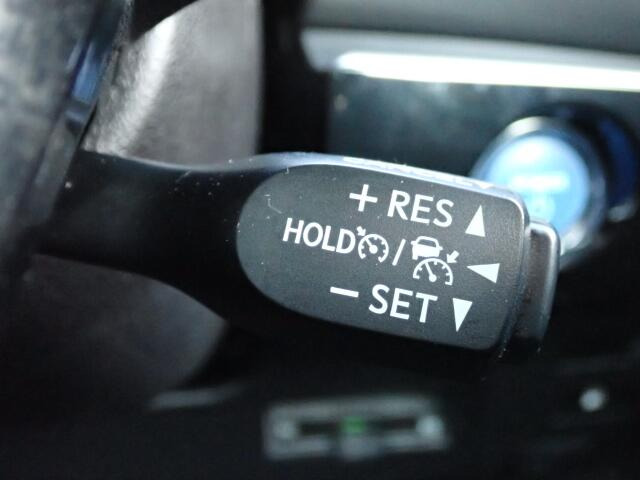 + RES
HOLD /
- SET